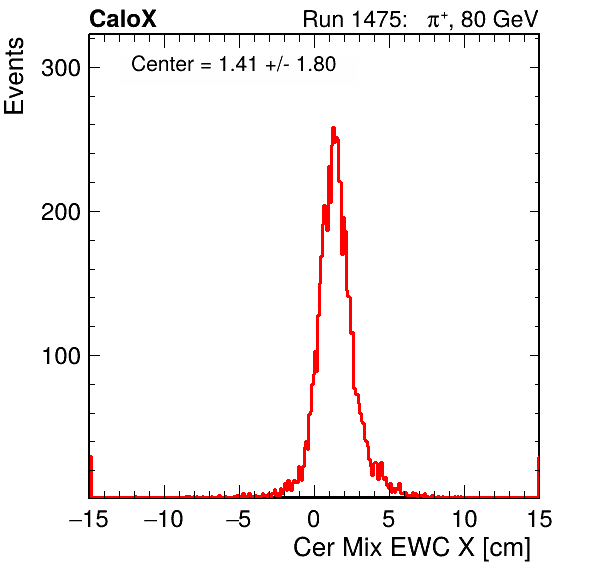 CaloX
Run 1475: π⁺, 80 GeV
Events
Center = 1.41 +/- 1.80
300
200
100
−15 −10 −5 0 5 10 15
Cer Mix EWC X [cm]